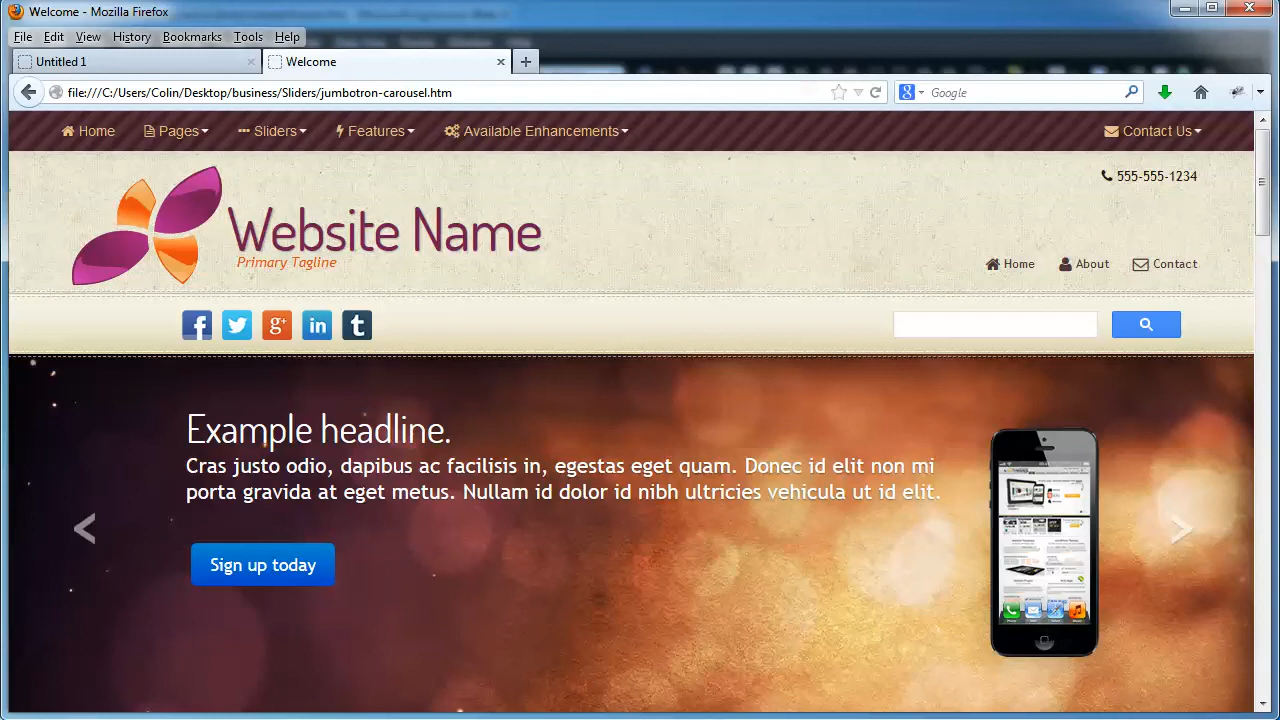 Welcome - Mozilla Firefox
File Edit View History Bookmarks Tools Help
Untitled 1
Welcome
file:///C:/Users/Colin/Desktop/business/Sliders/jumbotron-carousel.htm
Google
Home Pages Sliders Features Available Enhancements Contact Us
555-555-1234
Website Name
Primary Tagline
Home About Contact
Example headline.
Cras justo odio, dapibus ac facilisis in, egestas eget quam. Donec id elit non mi
porta gravida at eget metus. Nullam id dolor id nibh ultricies vehicula ut id elit.
Sign up today